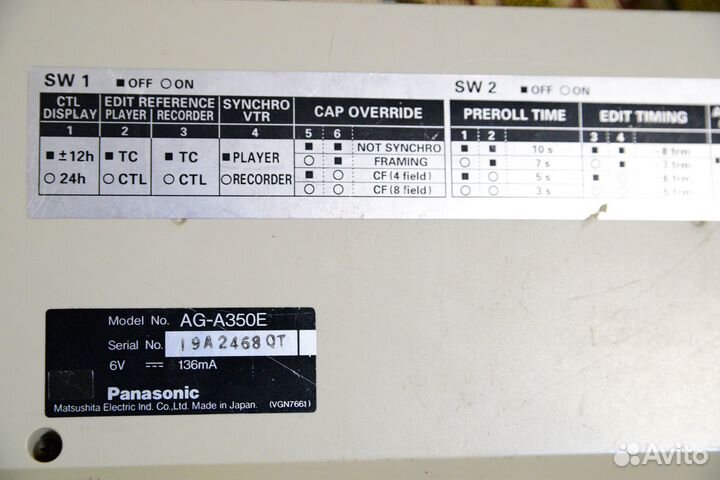 SW 1 ■ OFF ○ ON
SW 2 ■ OFF ○ ON
CTL DISPLAY EDIT REFERENCE PLAYER RECORDER SYNCHRO VTR CAP OVERRIDE PREROLL TIME EDIT TIMING
1 2 3 4 5 6 1 2 3 4
■ ±12h ■ TC ■ TC ■ PLAYER ■ ■ NOT SYNCHRO ■ ■ 10 s ■ ■
○ ■ FRAMING ○ ■ 7 s ○ ■
○ 24h ○ CTL ○ CTL ○ RECORDER ■ ○ CF (4 field) ■ ○ 5 s ■ ○
○ ○ CF (8 field) ○ ○ 3 s
Model No. AG-A350E
Serial No. I9A2468QT
6V 136mA
Panasonic
Matsushita Electric Ind. Co.,Ltd. Made in Japan. (VGN7661)
Avito